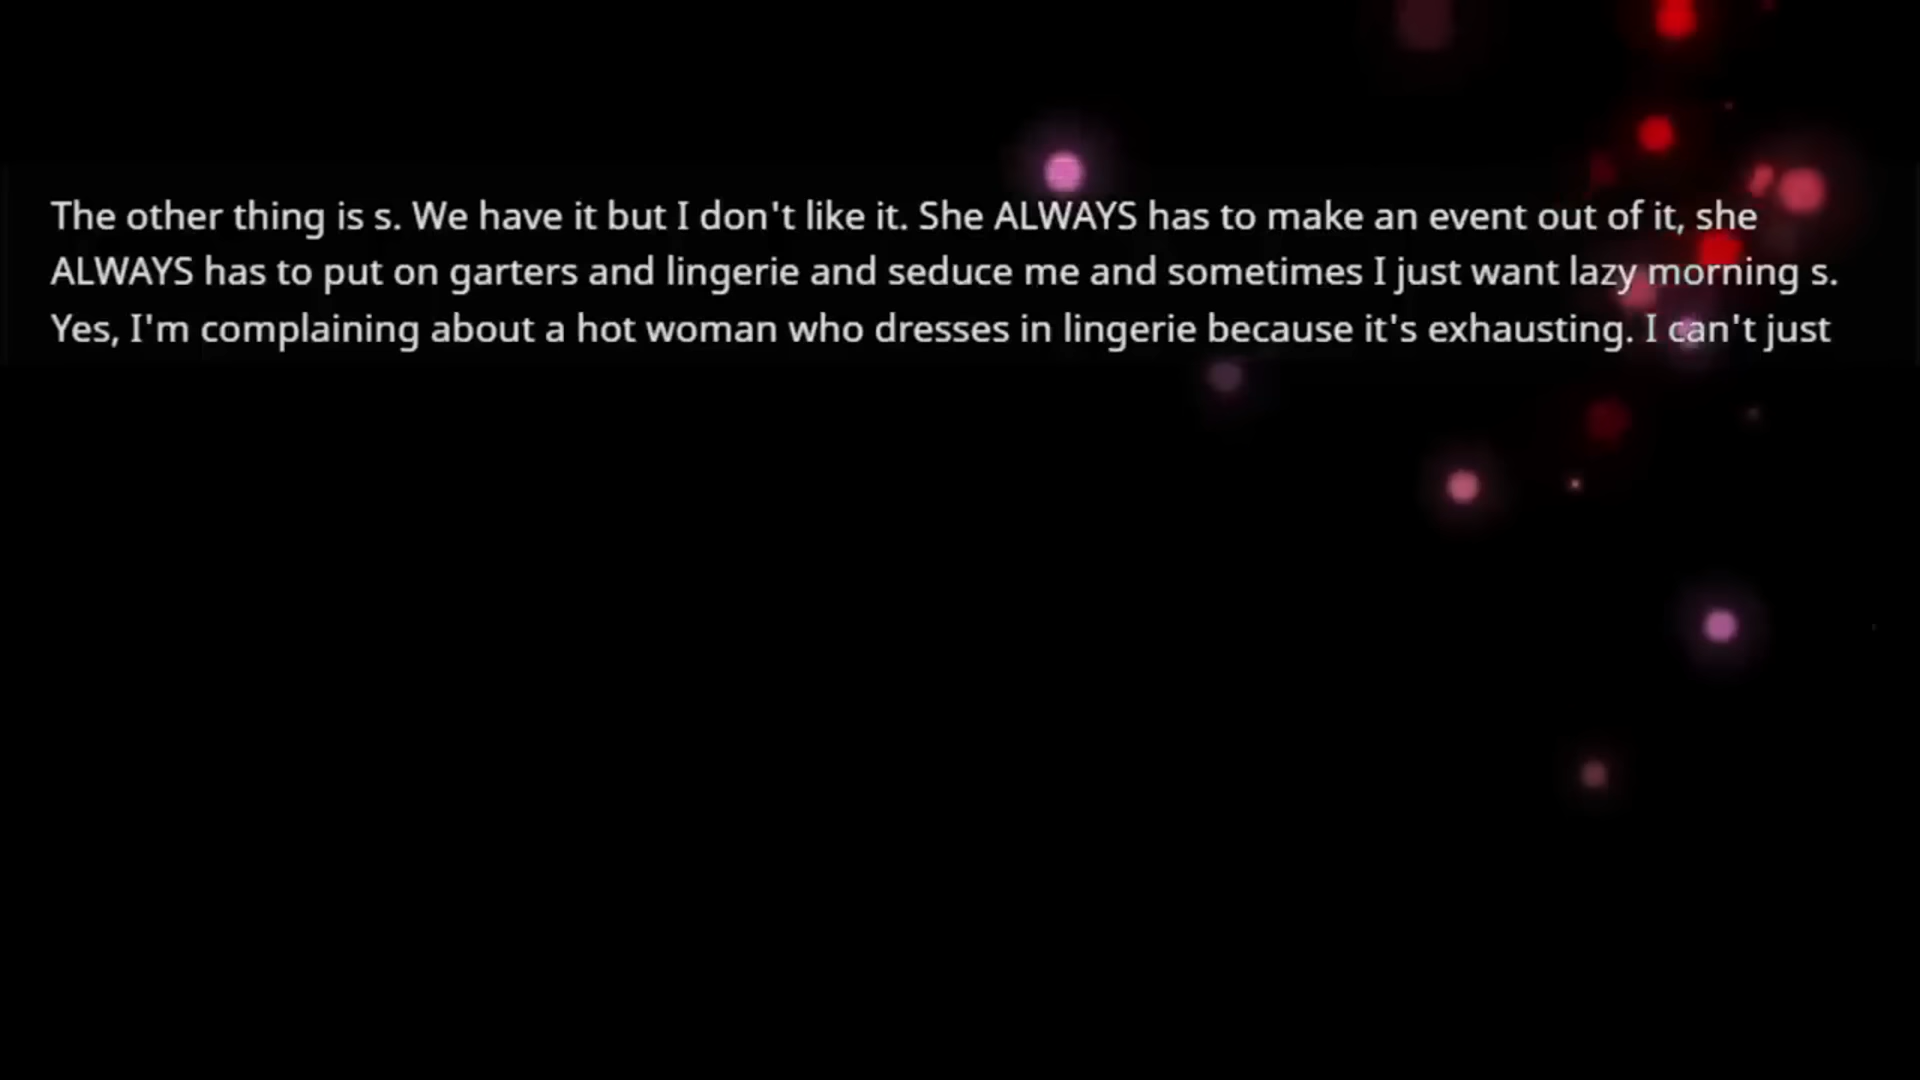 The other thing is s. We have it but I don't like it. She ALWAYS has to make an event out of it, she
ALWAYS has to put on garters and lingerie and seduce me and sometimes I just want lazy morning s.
Yes, I'm complaining about a hot woman who dresses in lingerie because it's exhausting. I can't just